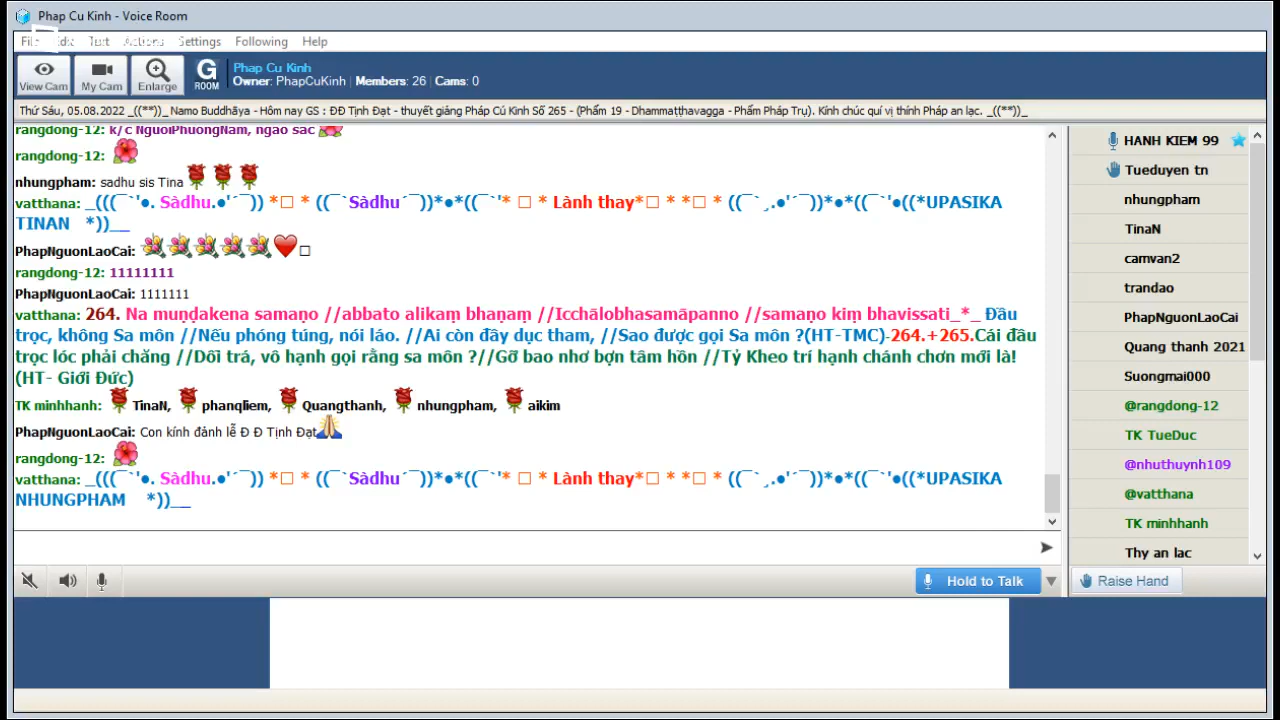 Phap Cu Kinh - Voice Room
Settings Following Help
View Cam My Cam Enlarge
G ROOM
Phap Cu Kinh
Owner: PhapCuKinh Members: 26 Cams: 0
Thứ Sáu, 05.08.2022 _((**))_ Namo Buddhāya - Hôm nay GS : ĐĐ Tịnh Đạt - thuyết giảng Pháp Cú Kinh Số 265 - (Phẩm 19 - Dhammaṭṭhavagga - Phẩm Pháp Trụ). Kính chúc quí vị thính Pháp an lạc. _((**))_
rangdong-12: k/c NguoiPhuongNam, ngao sac
rangdong-12:
nhungpham: sadhu sis Tina
vatthana: _(((¯`'●. Sàdhu.●'´¯)) *□ * ((¯`Sàdhu´¯))*●*((¯`'* □ * Lành thay*□ * *□ * ((¯`¸.●'´¯))*●*((¯`'●((*UPASIKA
TINAN *))__
PhapNguonLaoCai: □
rangdong-12: 11111111
PhapNguonLaoCai: 1111111
vatthana: 264. Na muṇḍakena samaṇo //abbato alikaṃ bhaṇaṃ //Icchālobhasamāpanno //samaṇo kiṃ bhavissati_*_ Đầu
trọc, không Sa môn //Nếu phóng túng, nói láo. //Ai còn đầy dục tham, //Sao được gọi Sa môn ?(HT-TMC)-264.+265.Cái đầu
trọc lóc phải chăng //Dối trá, vô hạnh gọi rằng sa môn ?//Gỡ bao nhơ bợn tâm hồn //Tỷ Kheo trí hạnh chánh chơn mới là!
(HT- Giới Đức)
TK minhhanh: TinaN, phanqliem, Quangthanh, nhungpham, aikim
PhapNguonLaoCai: Con kính đảnh lễ Đ Đ Tịnh Đạt
rangdong-12:
vatthana: _(((¯`'●. Sàdhu.●'´¯)) *□ * ((¯`Sàdhu´¯))*●*((¯`'* □ * Lành thay*□ * *□ * ((¯`¸.●'´¯))*●*((¯`'●((*UPASIKA
NHUNGPHAM *))__
Hold to Talk
HANH KIEM 99
Tueduyen tn
nhungpham
TinaN
camvan2
trandao
PhapNguonLaoCai
Quang thanh 2021
Suongmai000
@rangdong-12
TK TueDuc
@nhuthuynh109
@vatthana
TK minhhanh
Thy an lac
Raise Hand